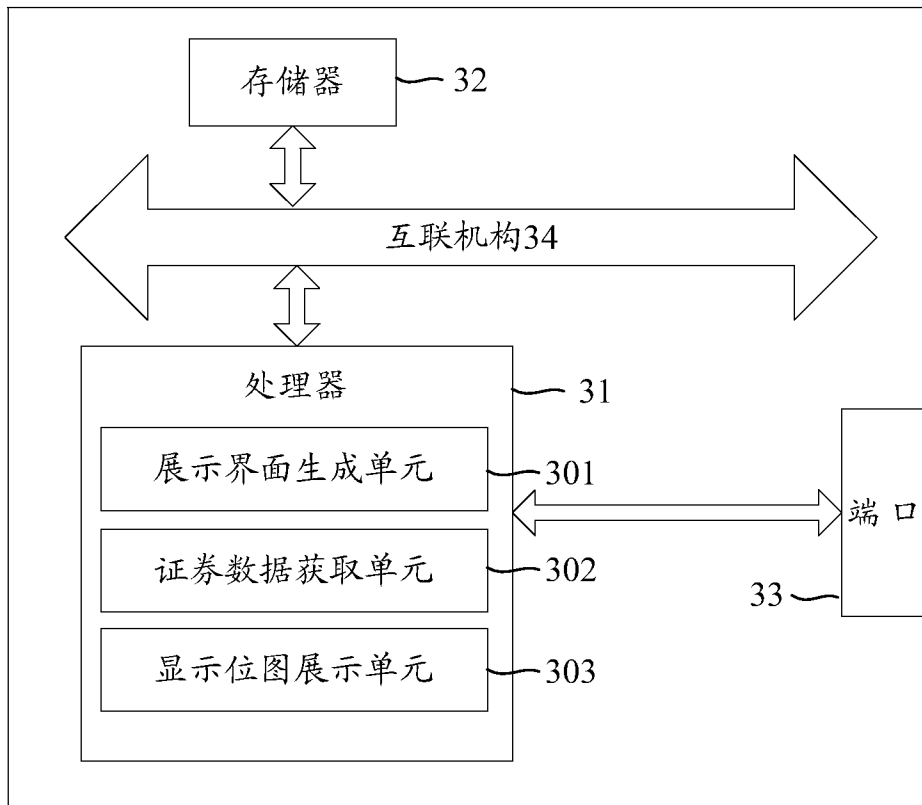 存储器
32
互联机构34
处理器
31
展示界面生成单元
301
证券数据获取单元
302
显示位图展示单元
303
端 口
33